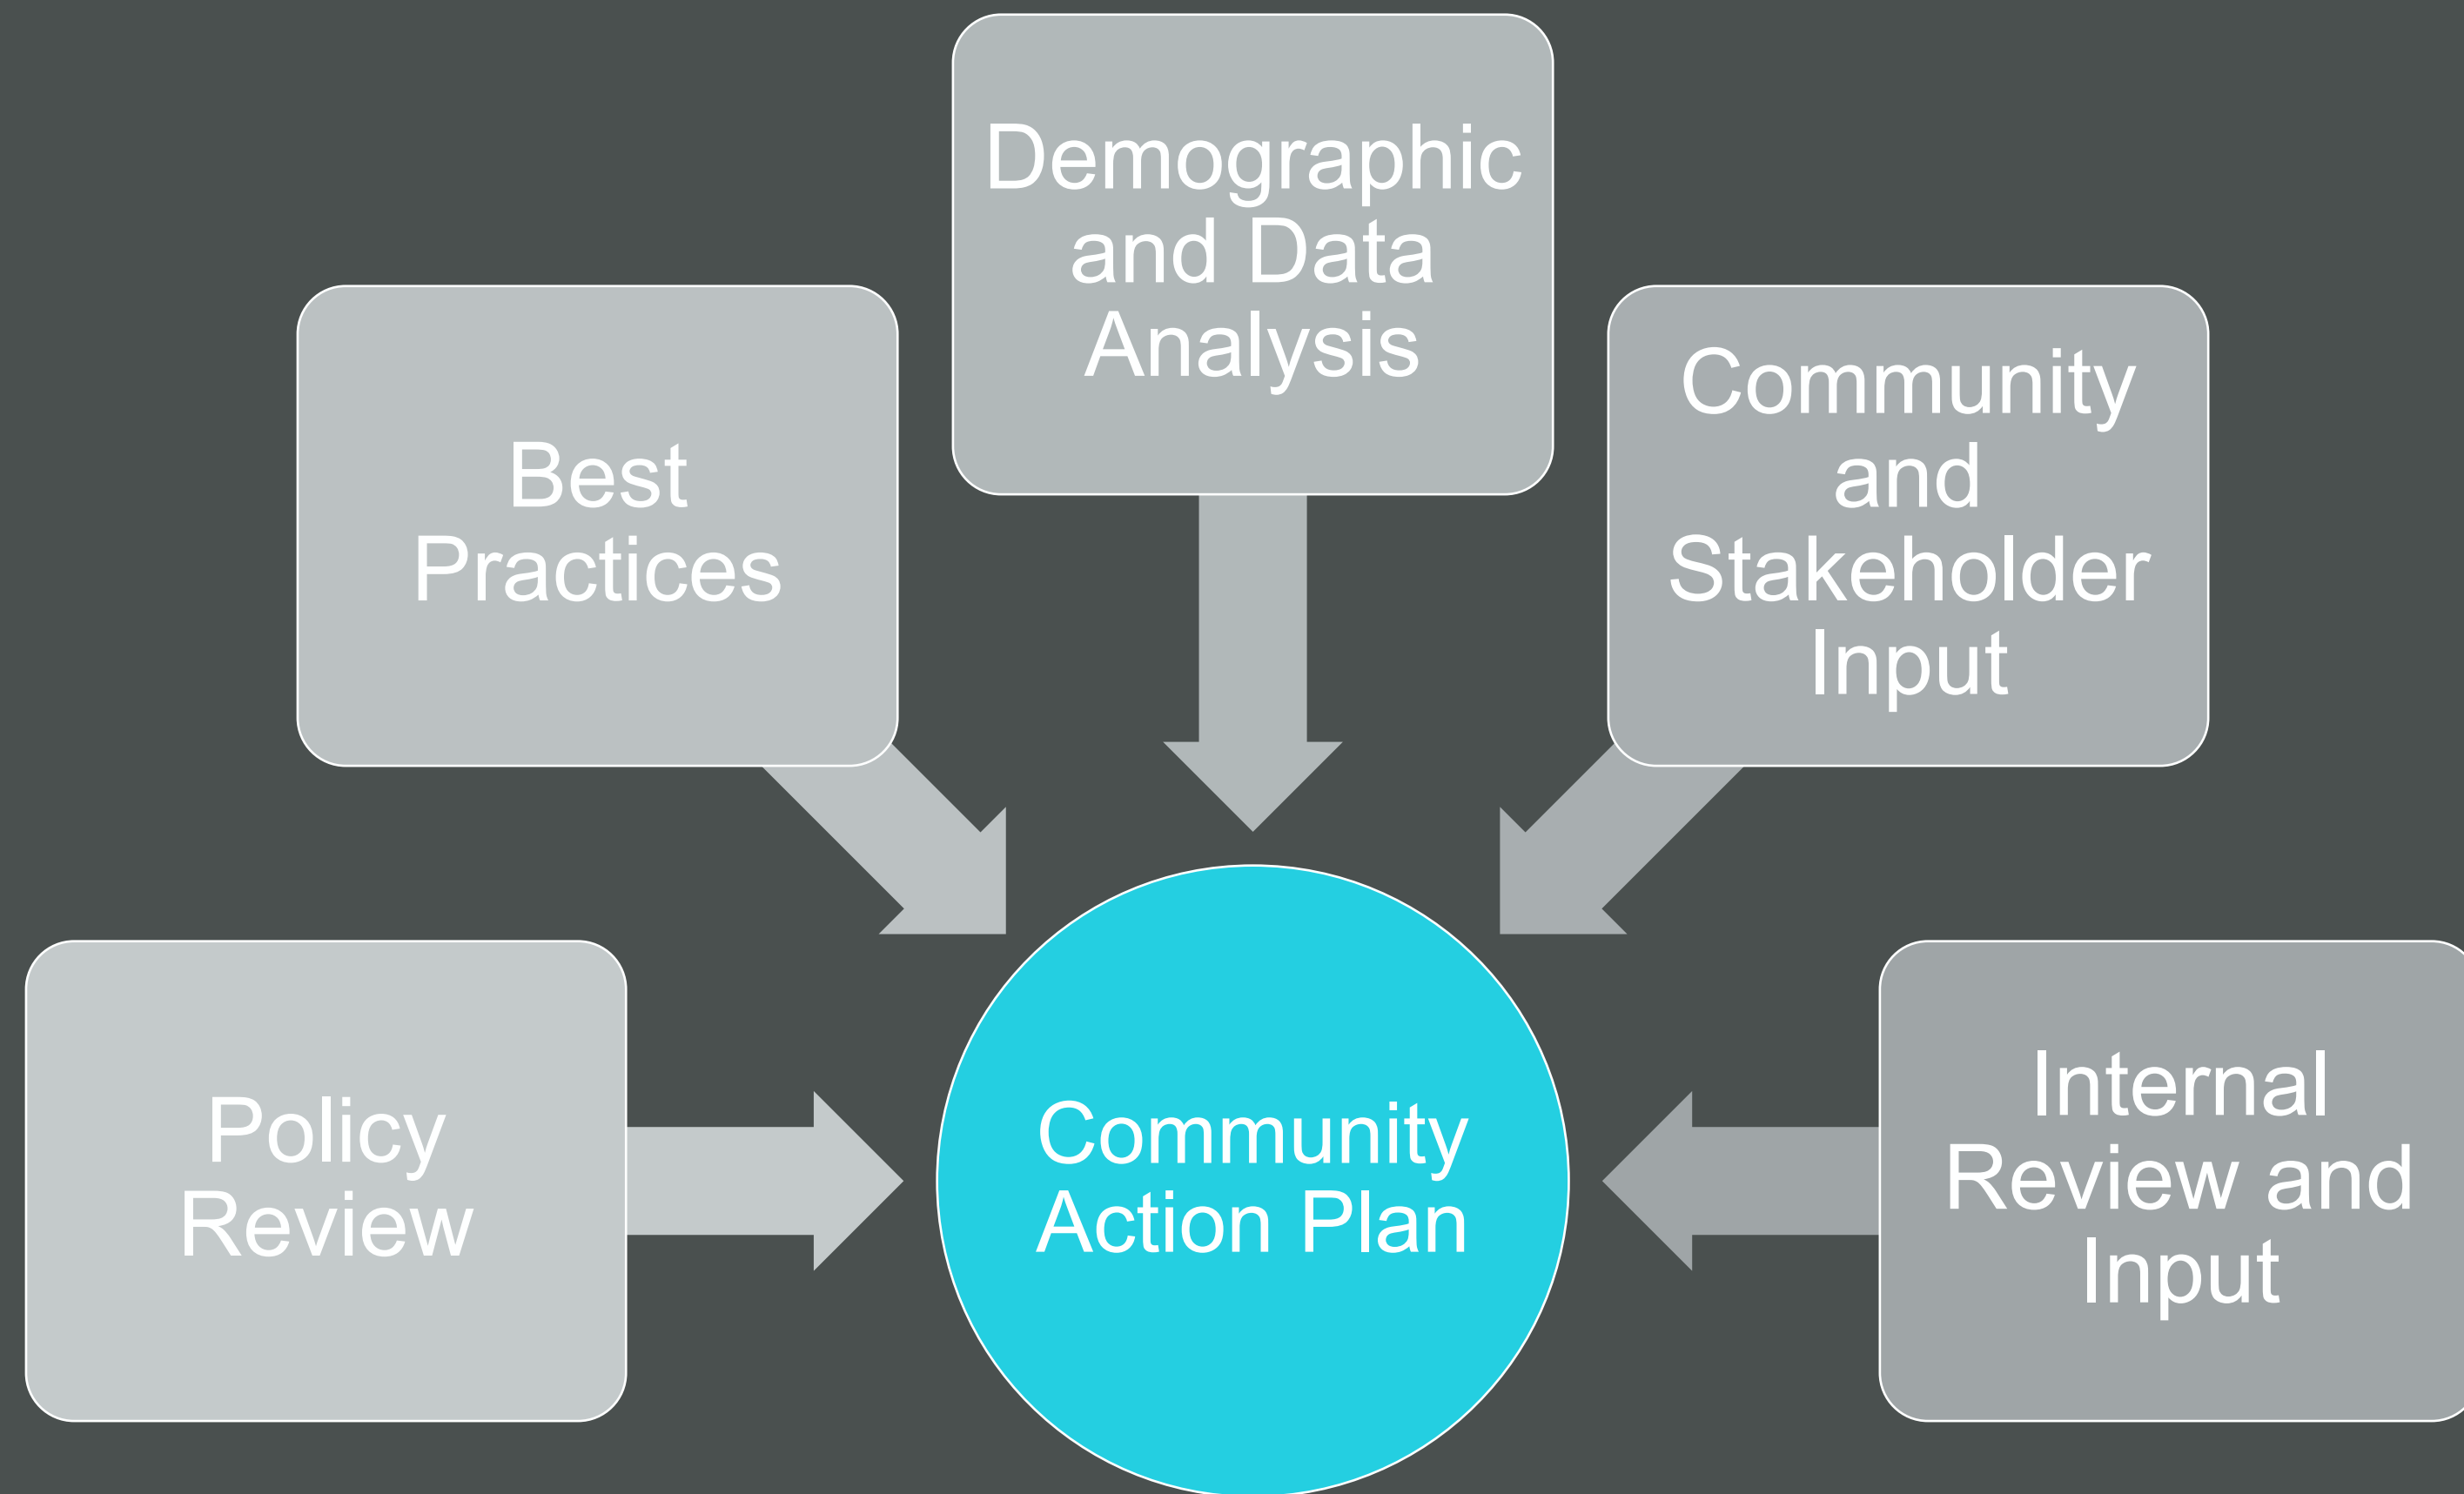 Demographic
and Data
Analysis
Best
Practices
Community
and
Stakeholder
Input
Policy
Review
Community
Action Plan
Internal
Review and
Input